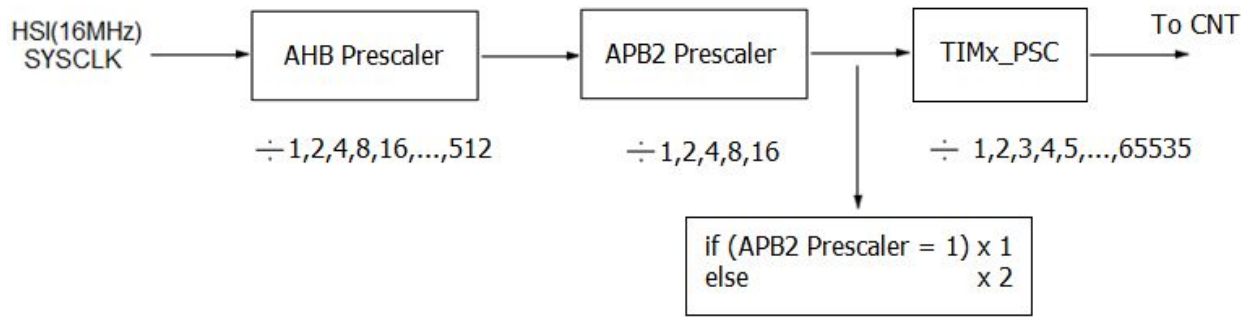 HSI(16MHz)
SYSCLK
AHB Prescaler
APB2 Prescaler
TIMx_PSC
To CNT
÷1,2,4,8,16,...,512
÷1,2,4,8,16
÷ 1,2,3,4,5,...,65535
if (APB2 Prescaler = 1) x 1
else x 2